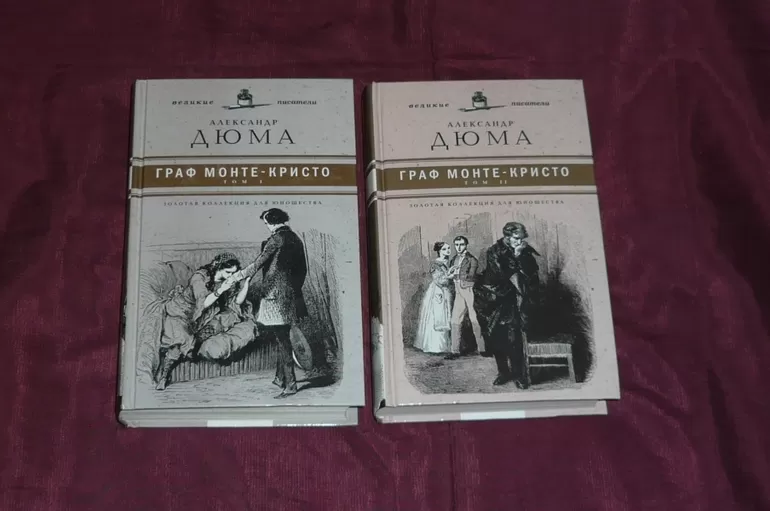 великие писатели
АЛЕКСАНДР
ДЮМА
ГРАФ МОНТЕ-КРИСТО
ТОМ I
ЗОЛОТАЯ КОЛЛЕКЦИЯ ДЛЯ ЮНОШЕСТВА
великие писатели
АЛЕКСАНДР
ДЮМА
ГРАФ МОНТЕ-КРИСТО
ТОМ II
ЗОЛОТАЯ КОЛЛЕКЦИЯ ДЛЯ ЮНОШЕСТВА